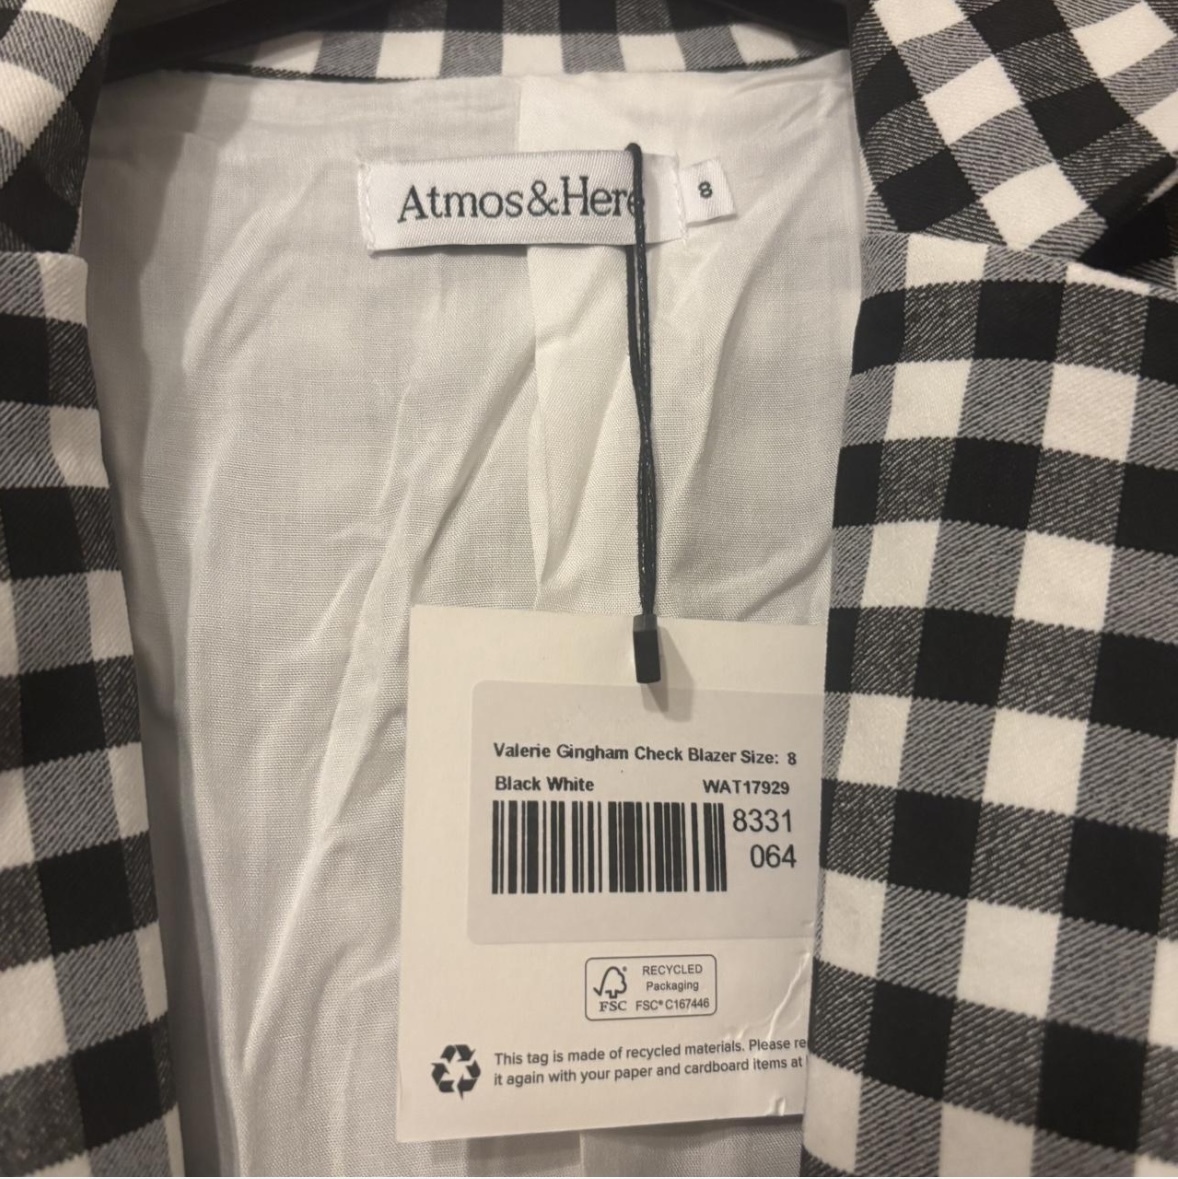 Atmos&Here
8
Valerie Gingham Check Blazer Size: 8
Black White WAT17929
8331
064
RECYCLED
Packaging
FSC FSC® C167446
This tag is made of recycled materials. Please re
it again with your paper and cardboard items at